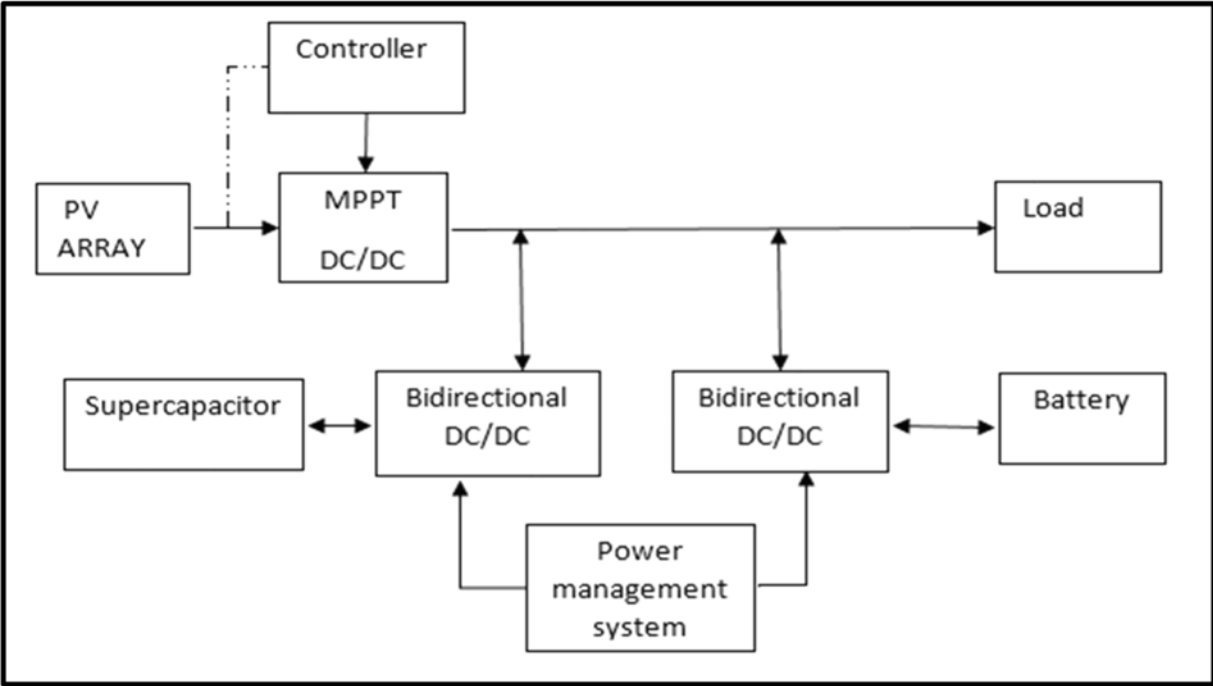 Controller
PV
ARRAY
MPPT
DC/DC
Load
Supercapacitor
Bidirectional
DC/DC
Bidirectional
DC/DC
Battery
Power
management
system